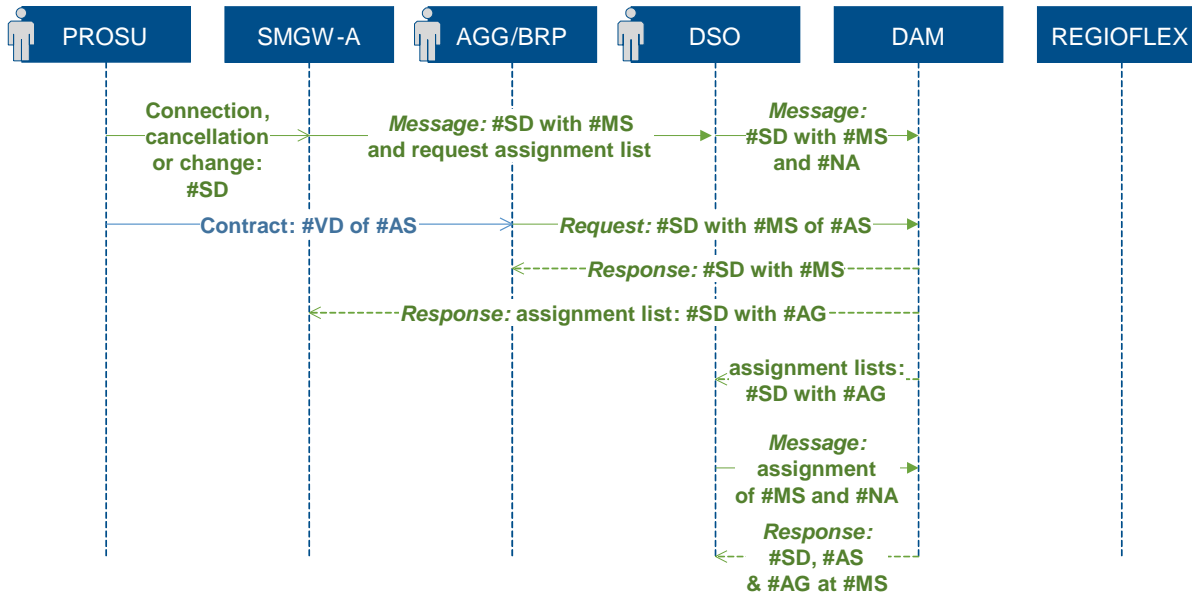 PROSU
SMGW-A
AGG/BRP
DSO
DAM
REGIOFLEX
Connection,
cancellation
or change:
#SD
Message: #SD with #MS
and request assignment list
Message:
#SD with #MS
and #NA
Contract: #VD of #AS
Request: #SD with #MS of #AS
Response: #SD with #MS
Response: assignment list: #SD with #AG
assignment lists:
#SD with #AG
Message:
assignment
of #MS and #NA
Response:
#SD, #AS
& #AG at #MS